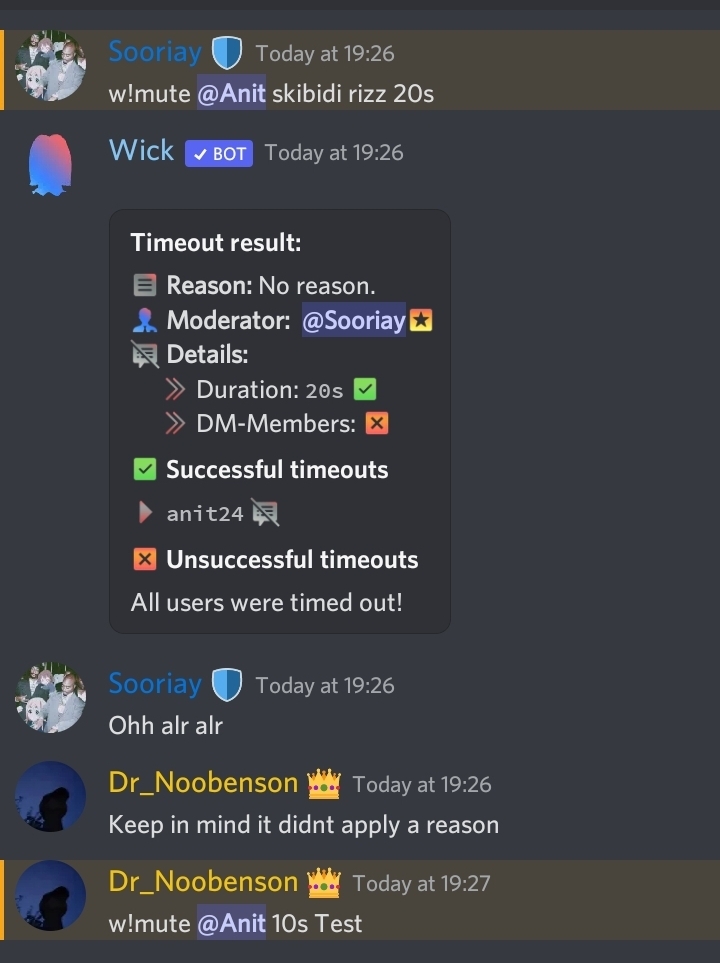 Sooriay Today at 19:26
w!mute @Anit skibidi rizz 20s
Wick ✓ BOT Today at 19:26
Timeout result:
Reason: No reason.
Moderator: @Sooriay
Details:
Duration: 20s
DM-Members:
Successful timeouts
anit24
Unsuccessful timeouts
All users were timed out!
Sooriay Today at 19:26
Ohh alr alr
Dr_Noobenson Today at 19:26
Keep in mind it didnt apply a reason
Dr_Noobenson Today at 19:27
w!mute @Anit 10s Test